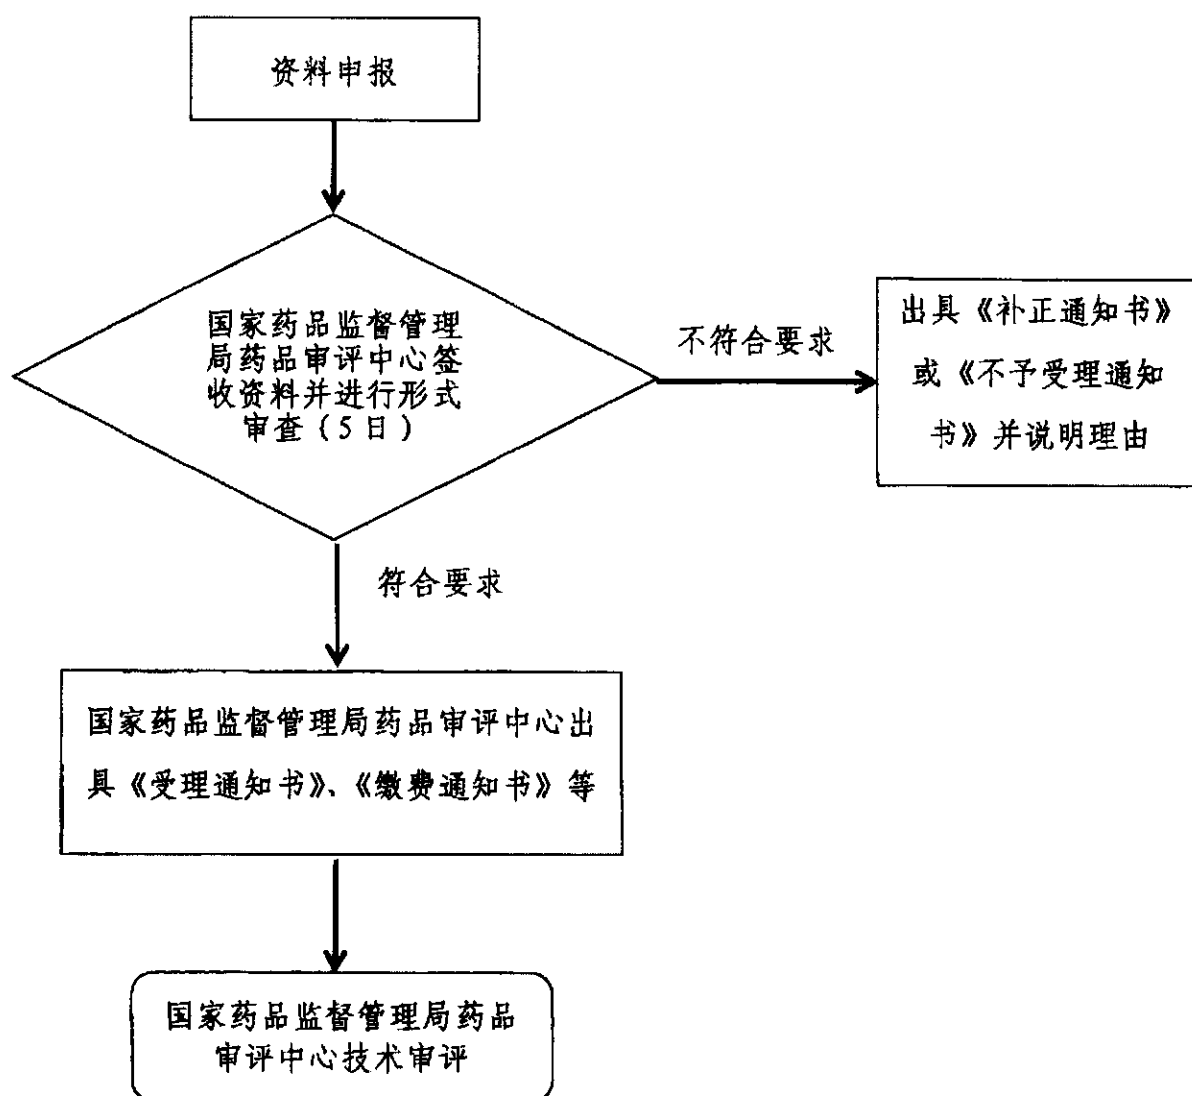 资料申报
国家药品监督管理
局药品审评中心签
收资料并进行形式
审查(5日)
不符合要求
出具《补正通知书》
或《不予受理通知
书》并说明理由
符合要求
国家药品监督管理局药品审评中心出
具《受理通知书》、《缴费通知书》等
国家药品监督管理局药品
审评中心技术审评